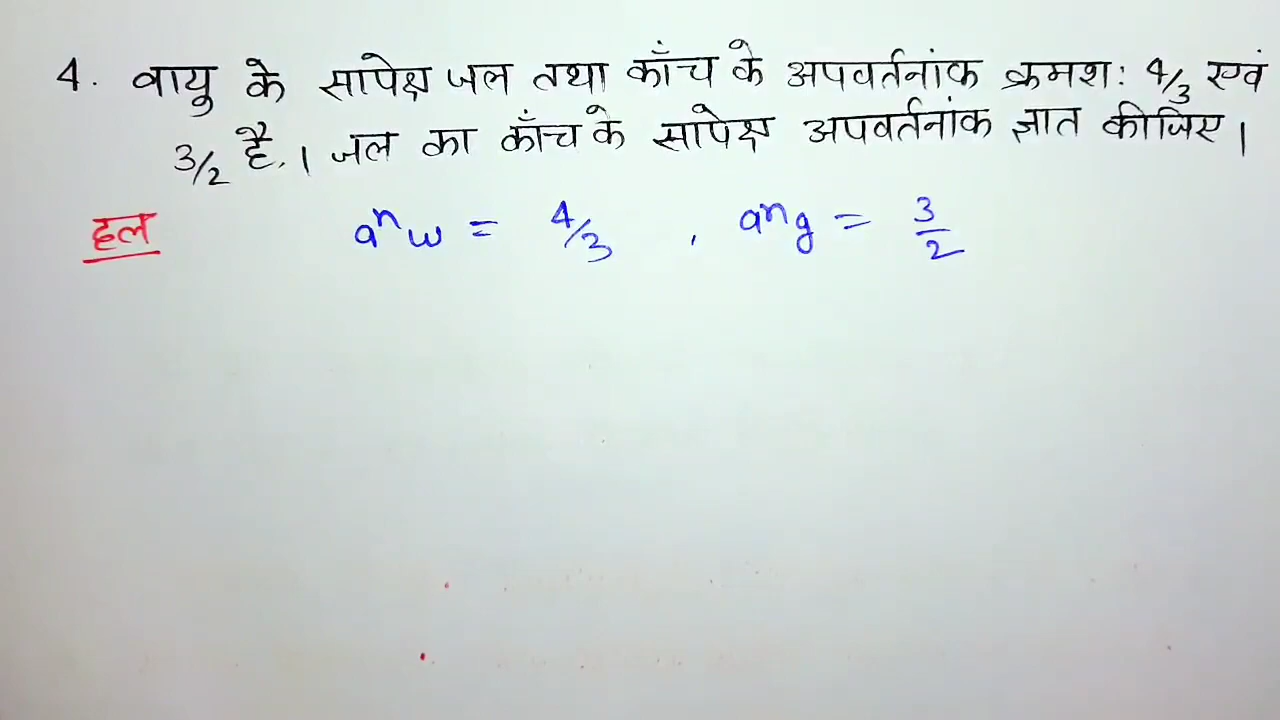 4. वायु के सापेक्ष जल तथा काँच के अपवर्तनांक क्रमशः 4/3 एवं
3/2 है। जल का काँच के सापेक्ष अपवर्तनांक ज्ञात कीजिए।
हल anw = 4/3 , ang = 3/2